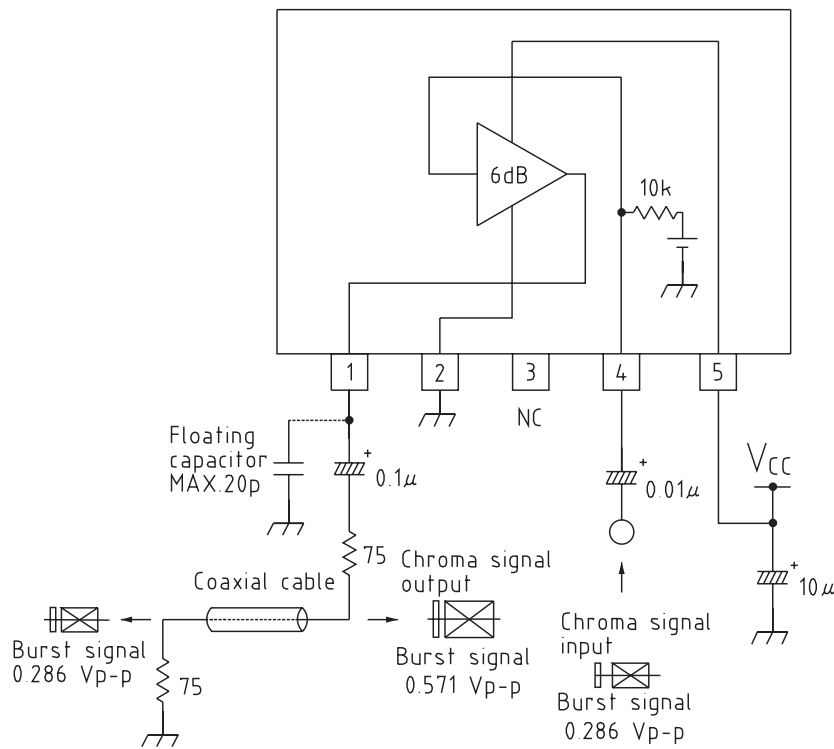 6dB
10k
1
2
3
4
5
NC
Floating
capacitor
MAX.20p
+
0.1μ
+
0.01μ
VCC
+
10μ
75
Chroma signal
output
Coaxial cable
Burst signal
0.286 Vp-p
75
Burst signal
0.571 Vp-p
Chroma signal
input
Burst signal
0.286 Vp-p